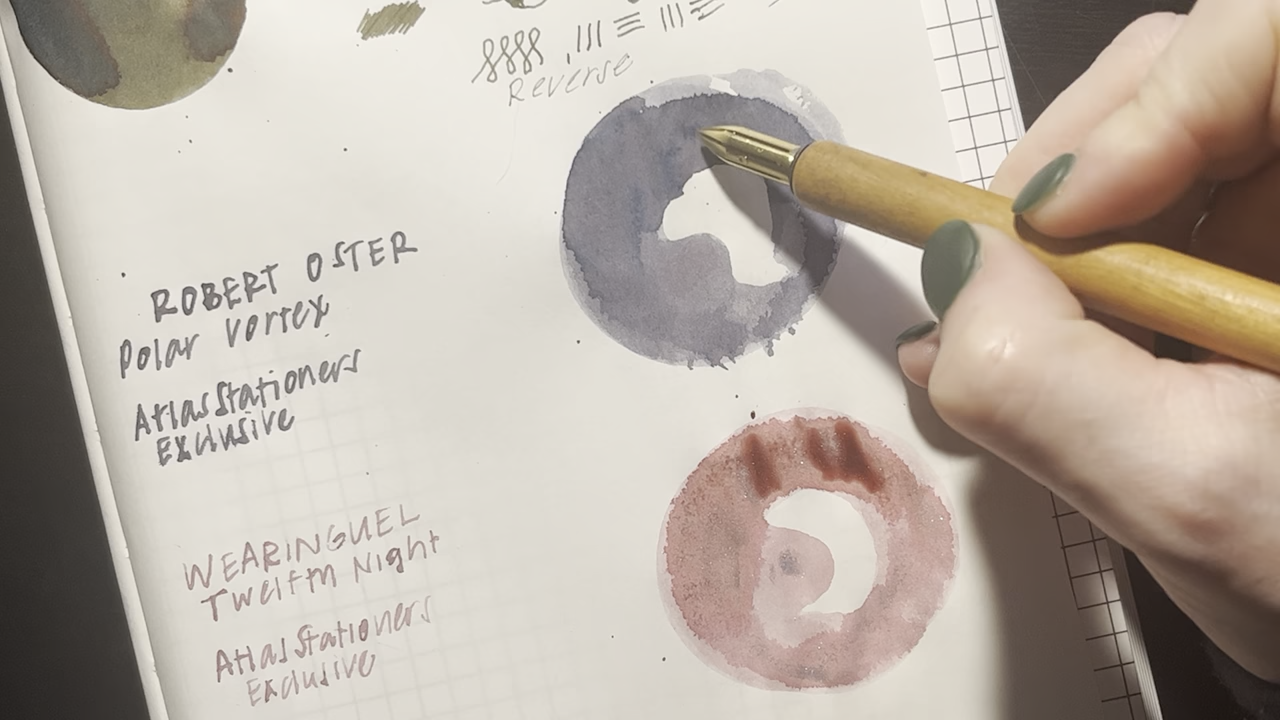 Reverse
ROBERT OSTER
Polar Vortex
Atlas Stationers
Exclusive
WEARINGUEL
Twelfth Night
Atlas Stationers
Exclusive